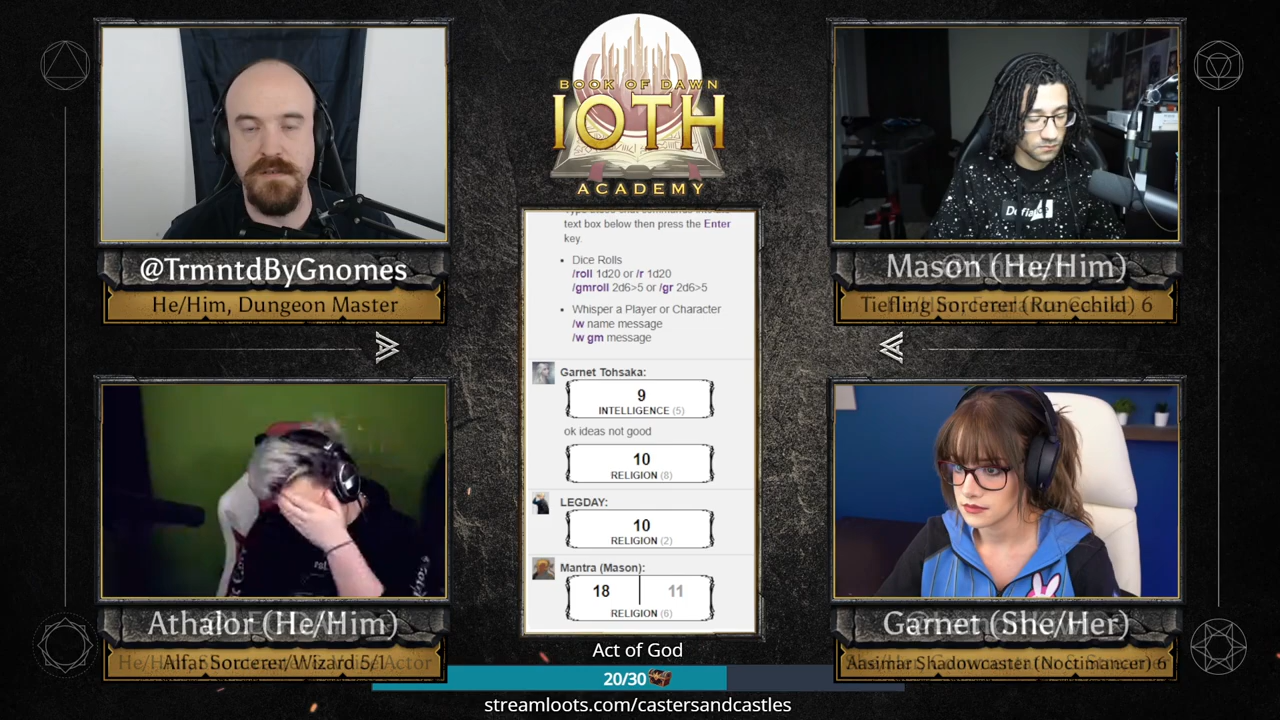 @TrmntdByGnomes
He/Him, Dungeon Master
Athalor (He/Him)
Alfar Sorcerer/Wizard 5/1
BOOK OF DAWN
IOTH
ACADEMY
text box below then press the Enter
key.
• Dice Rolls
/roll 1d20 or /r 1d20
/gmroll 2d6>5 or /gr 2d6>5
• Whisper a Player or Character
/w name message
/w gm message
Garnet Tohsaka:
9
INTELLIGENCE (5)
ok ideas not good
10
RELIGION (8)
LEGDAY:
10
RELIGION (2)
Mantra (Mason):
18 11
RELIGION (6)
Act of God
20/30
streamloots.com/castersandcastles
Mason (He/Him)
Tiefling Sorcerer (Runechild) 6
Garnet (She/Her)
Aasimar Shadowcaster (Noctimancer) 6